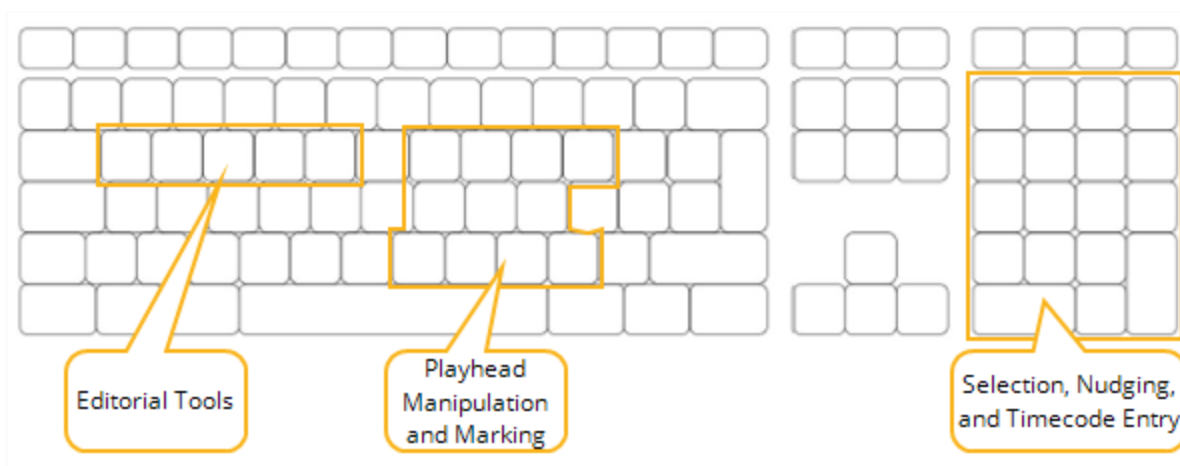 Editorial Tools
Playhead
Manipulation
and Marking
Selection, Nudging,
and Timecode Entry